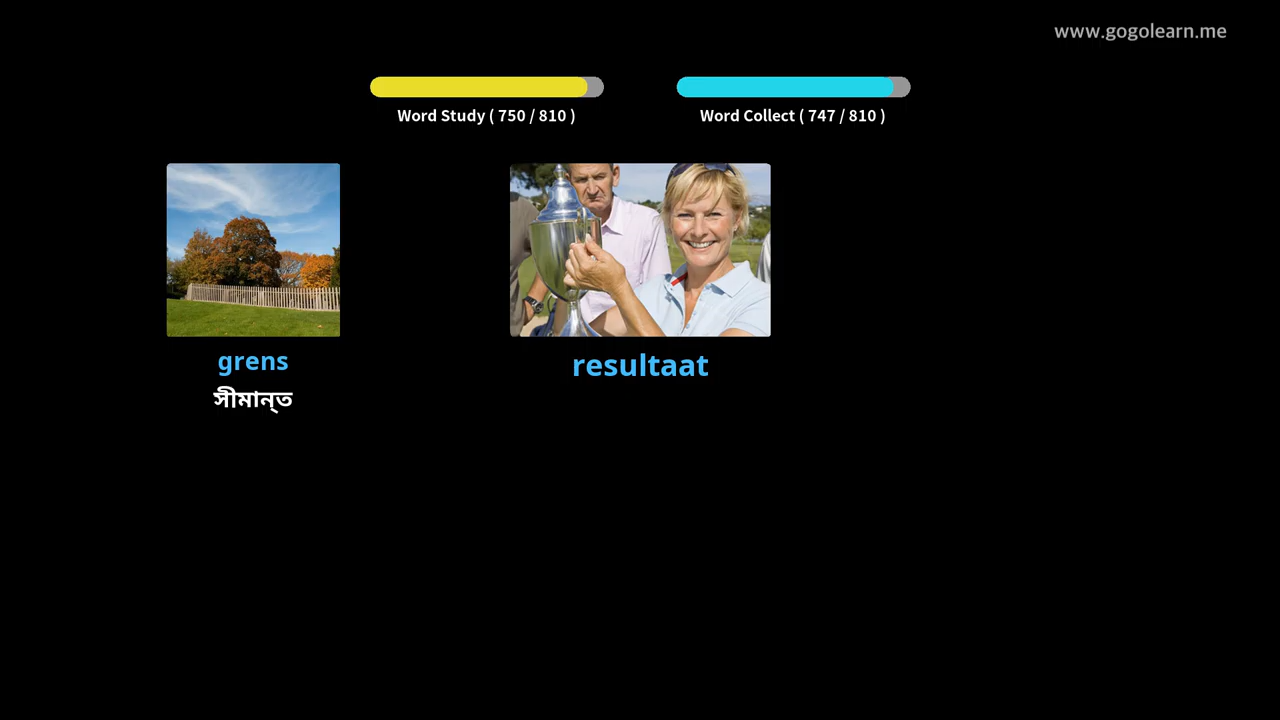 www.gogolearn.me
Word Study ( 750 / 810 )
Word Collect ( 747 / 810 )
grens
সীমান্ত
resultaat